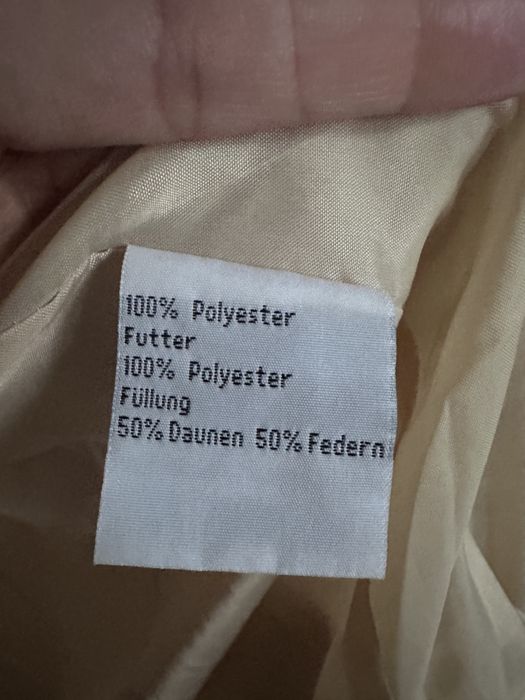 100% Polyester
Futter
100% Polyester
Füllung
50% Daunen 50% Federn